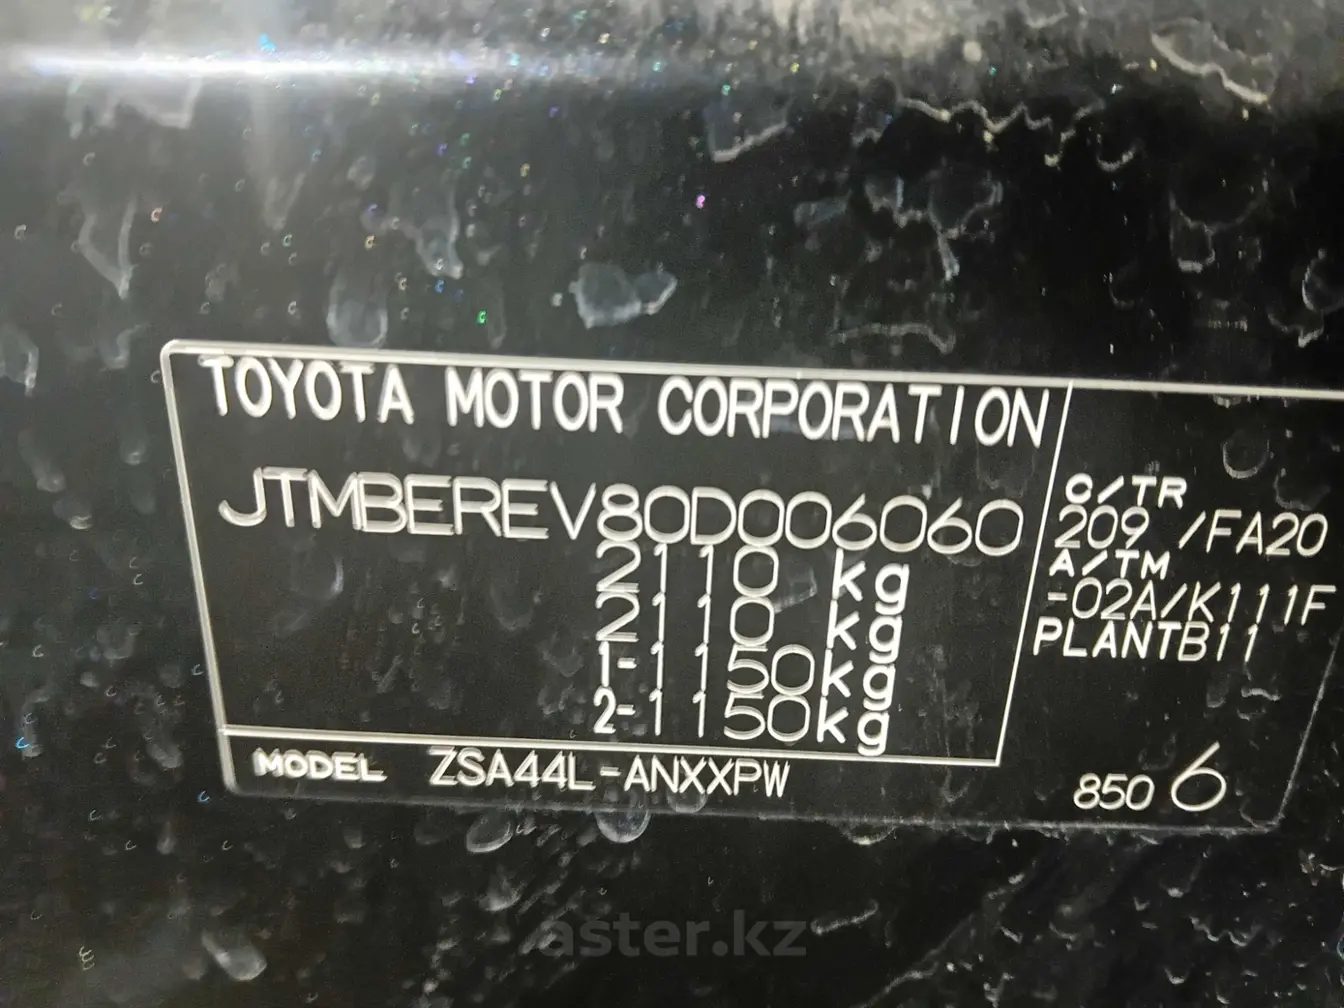 TOYOTA MOTOR CORPORATION
JTMBEREV80D006060
2110 kg
2110 kg
1-1150kg
2-1150kg
MODEL ZSA44L-ANXXPW
C/TR
209 /FA20
A/TM
-02A/K111F
PLANTB11
850 6
aster.kz